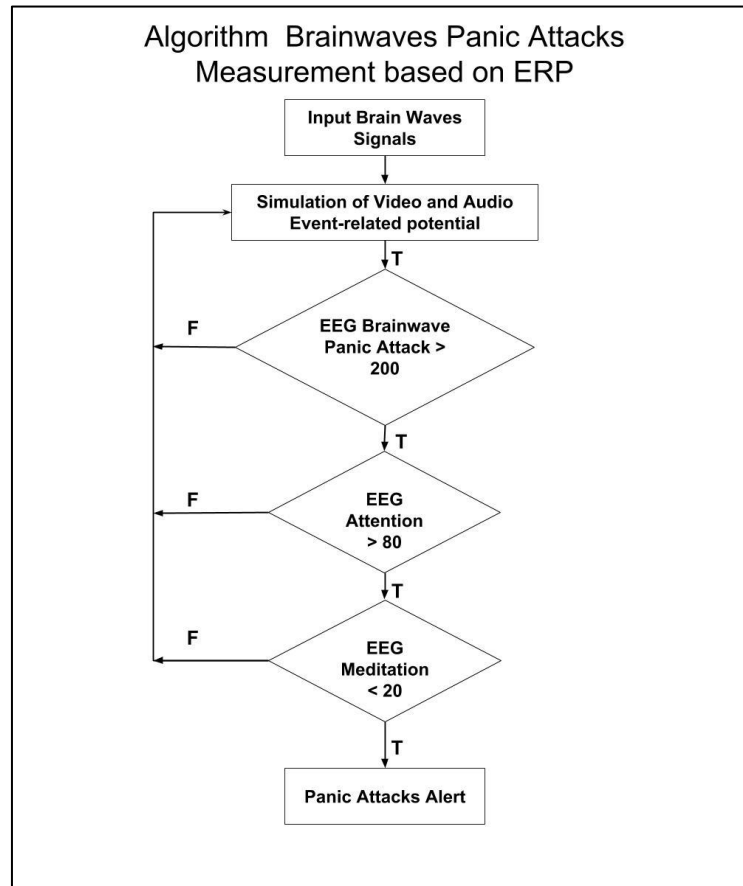 Algorithm Brainwaves Panic Attacks
Measurement based on ERP
Input Brain Waves
Signals
Simulation of Video and Audio
Event-related potential
T
F
EEG Brainwave
Panic Attack >
200
T
F
EEG
Attention
> 80
T
F
EEG
Meditation
< 20
T
Panic Attacks Alert